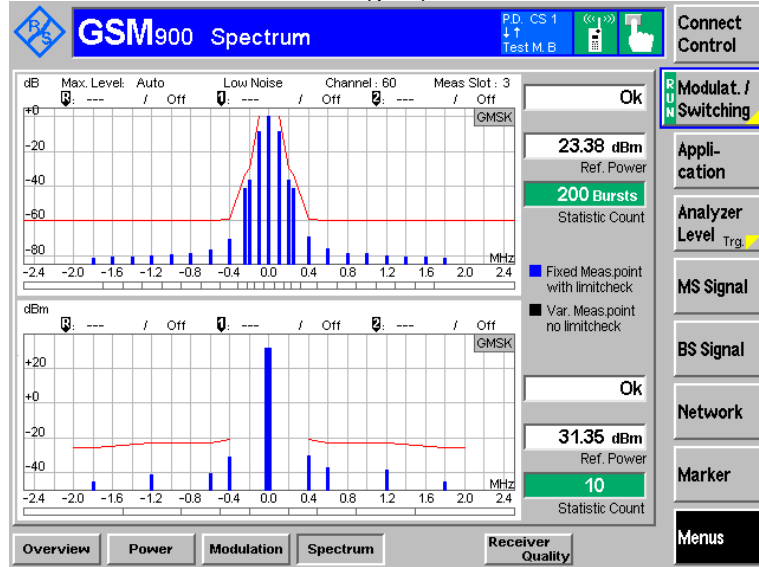 R&S
GSM900 Spectrum
P.D. CS 1
Test M. B
Connect Control
dB Max. Level: Auto Low Noise Channel : 60 Meas Slot : 3
R: --- / Off 1: --- / Off 2: --- / Off
GMSK
+0
-20
-40
-60
-80
MHz
-2.4 -2.0 -1.6 -1.2 -0.8 -0.4 0.0 0.4 0.8 1.2 1.6 2.0 2.4
Ok
23.38 dBm
Ref. Power
200 Bursts
Statistic Count
Fixed Meas.point
with limitcheck
Var. Meas.point
no limitcheck
dBm
R: --- / Off 1: --- / Off 2: --- / Off
GMSK
+20
+0
-20
-40
MHz
-2.4 -2.0 -1.6 -1.2 -0.8 -0.4 0.0 0.4 0.8 1.2 1.6 2.0 2.4
Ok
31.35 dBm
Ref. Power
10
Statistic Count
RUN
Modulat. /
Switching
Appli-
cation
Analyzer
Level Trg.
MS Signal
BS Signal
Network
Marker
Menus
Overview Power Modulation Spectrum Receiver
Quality